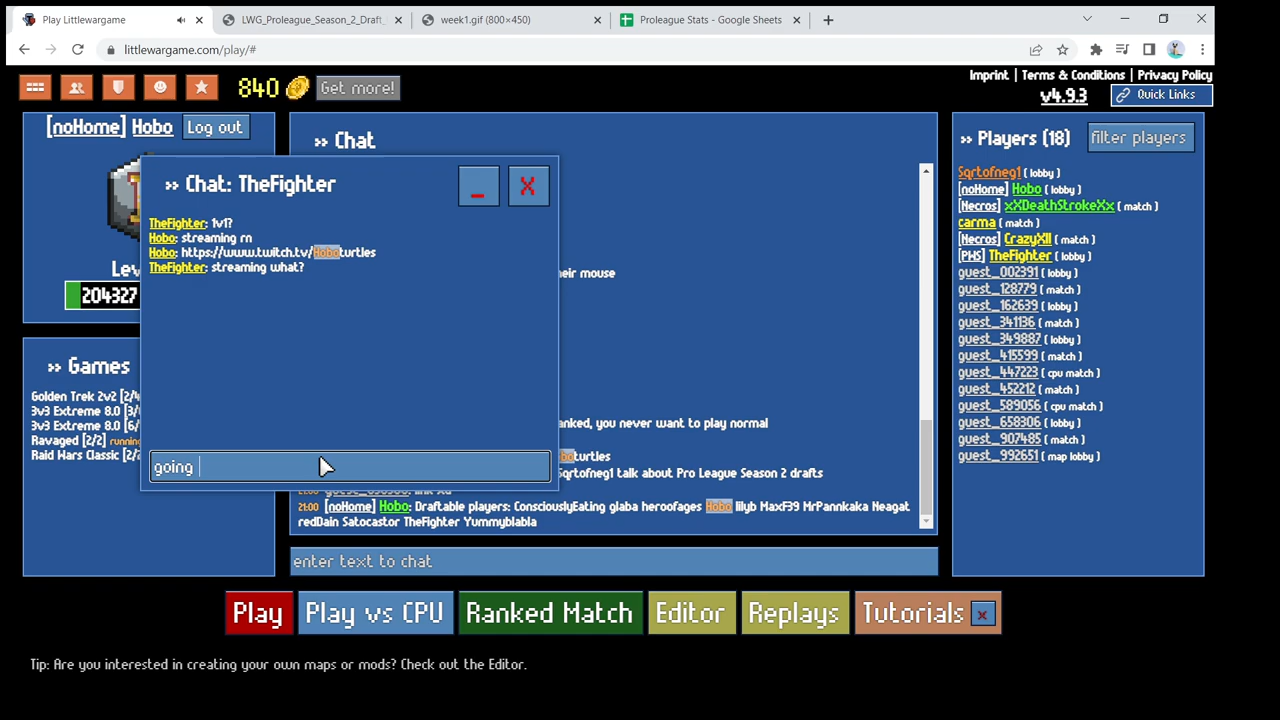 Play Littlewargame
LWG_Proleague_Season_2_Draft_
week1.gif (800×450)
Proleague Stats - Google Sheets
littlewargame.com/play/#
840
Get more!
Imprint | Terms & Conditions | Privacy Policy
v4.9.3
Quick Links
[noHome] Hobo
Log out
Lev
204327
» Games
Golden Trek 2v2 [2/4
3v3 Extreme 8.0 [3/
3v3 Extreme 8.0 [6/
Ravaged [2/2] running
Raid Wars Classic [2/2
» Chat: TheFighter
_
X
TheFighter: 1v1?
Hobo: streaming rn
Hobo: https://www.twitch.tv/Hoboturtles
TheFighter: streaming what?
going
» Chat
heir mouse
anked, you never want to play normal
boturtles
Sqrtofneg1 talk about Pro League Season 2 drafts
21:00 [noHome] Hobo: Draftable players: ConsciouslyEating glaba heroofages Hobo lilyb MaxF39 MrPannkaka Neagat
redDain Satocastor TheFighter Yummyblabla
enter text to chat
» Players (18)
filter players
Sqrtofneg1 ( lobby )
[noHome] Hobo ( lobby )
[Necros] xXDeathStrokeXx ( match )
carma ( match )
[Necros] CrazyXII ( match )
[PHS] TheFighter ( lobby )
guest_002391 ( lobby )
guest_128779 ( match )
guest_162639 ( lobby )
guest_341136 ( match )
guest_349887 ( lobby )
guest_415599 ( match )
guest_447223 ( cpu match )
guest_452212 ( match )
guest_589056 ( cpu match )
guest_658306 ( lobby )
guest_907485 ( match )
guest_992651 ( map lobby )
Play
Play vs CPU
Ranked Match
Editor
Replays
Tutorials
x
Tip: Are you interested in creating your own maps or mods? Check out the Editor.